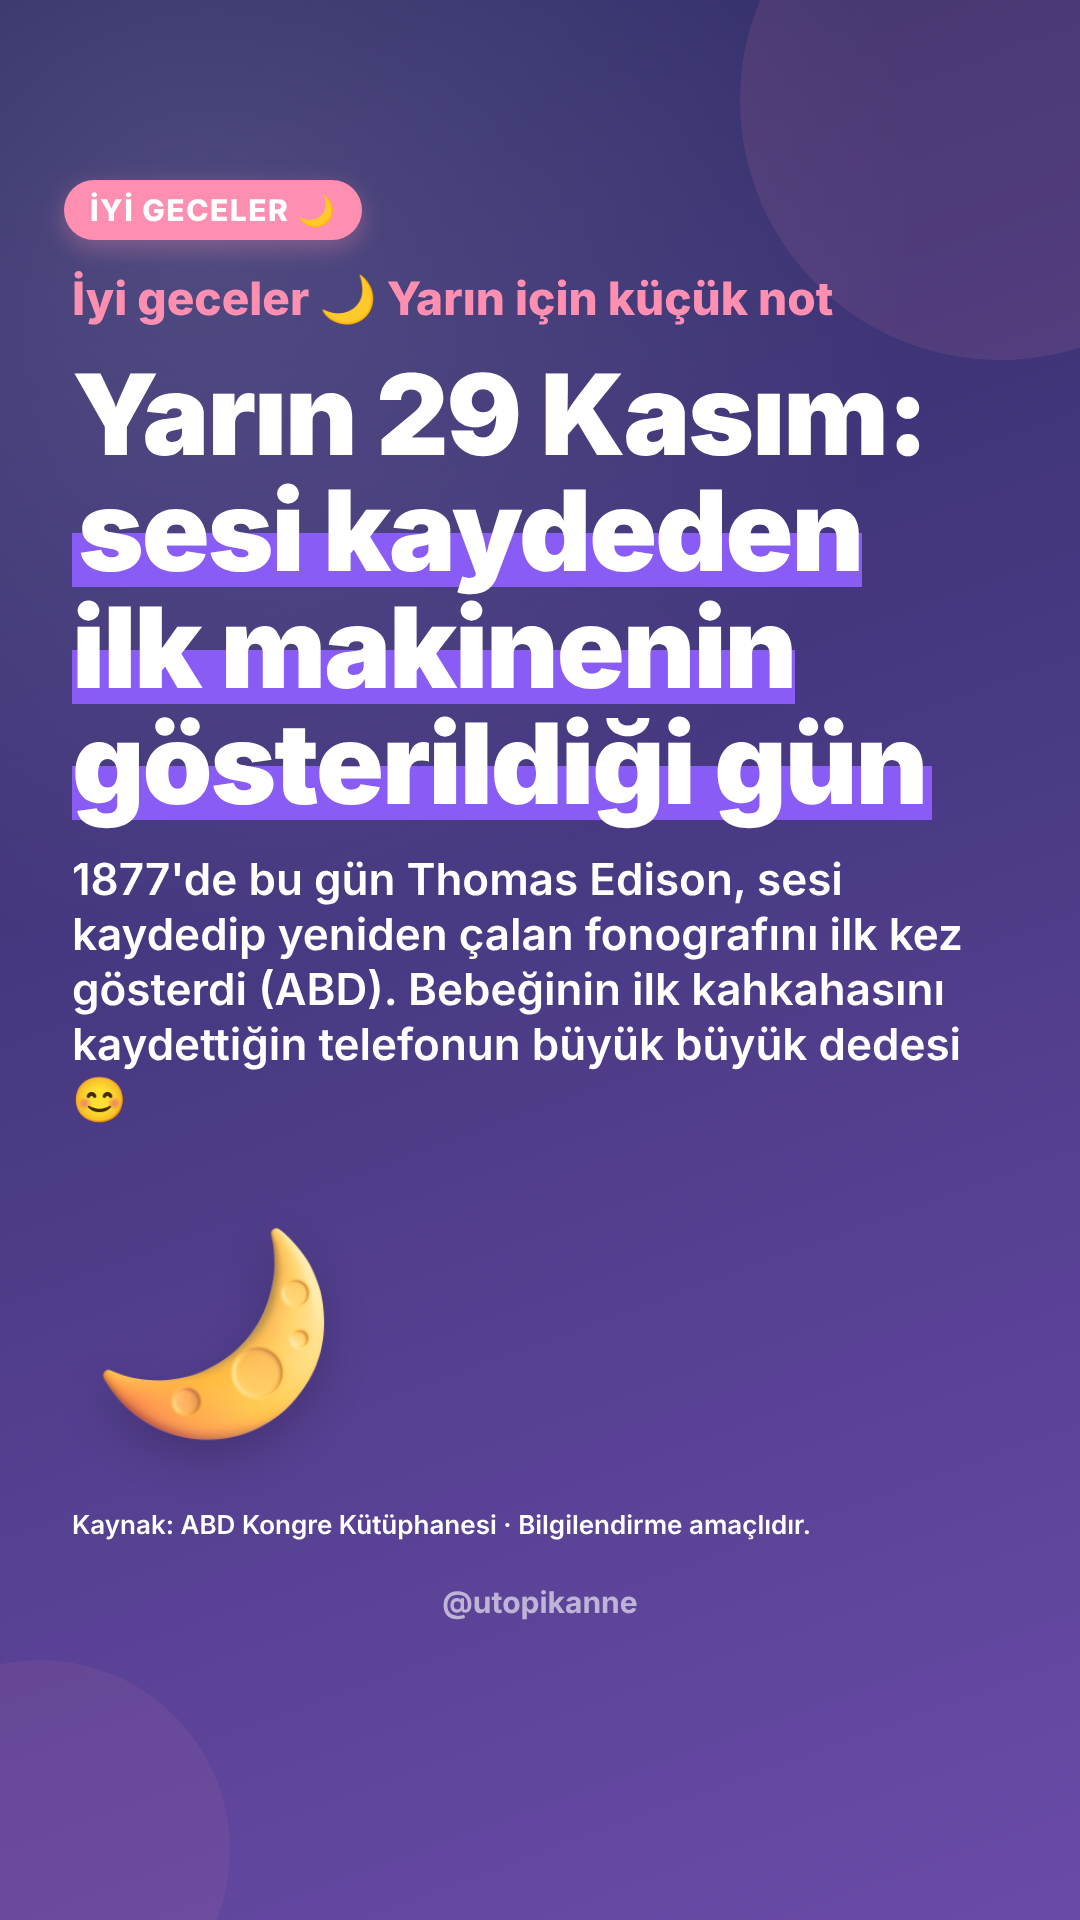 İYİ GECELER 🌙
İyi geceler 🌙 Yarın için küçük not
Yarın 29 Kasım:
sesi kaydeden
ilk makinenin
gösterildiği gün
1877'de bu gün Thomas Edison, sesi
kaydedip yeniden çalan fonografını ilk kez
gösterdi (ABD). Bebeğinin ilk kahkahasını
kaydettiğin telefonun büyük büyük dedesi
😊
Kaynak: ABD Kongre Kütüphanesi · Bilgilendirme amaçlıdır.
@utopikanne